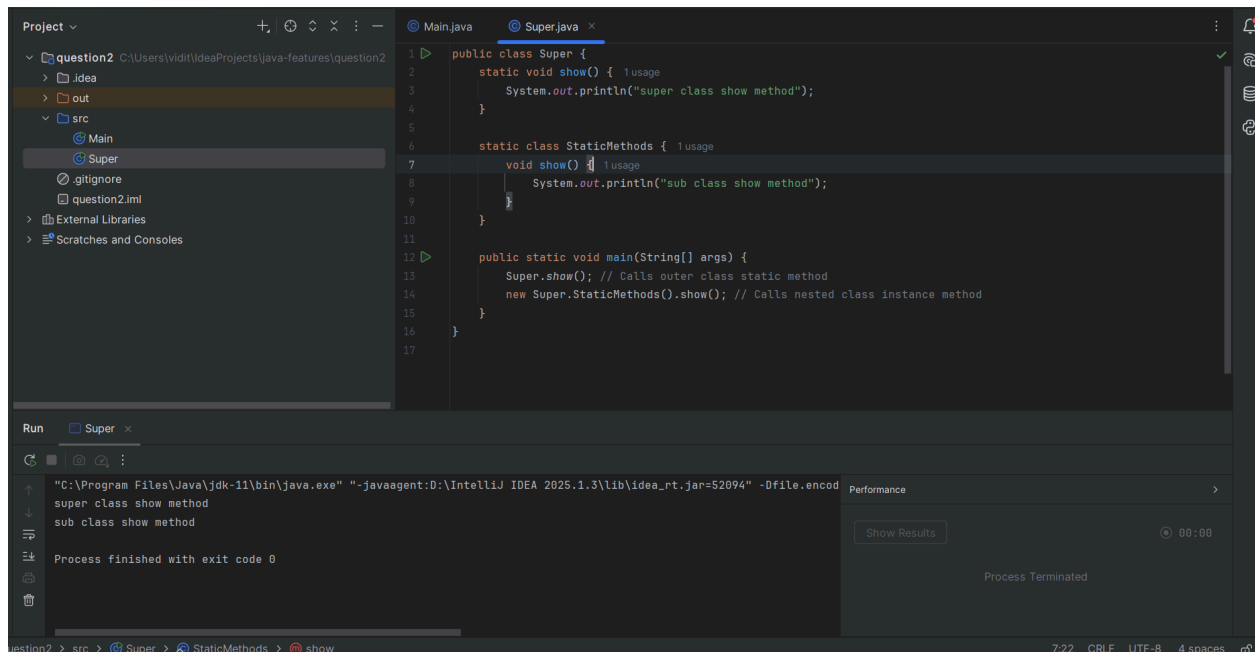 Project
Main.java
Super.java
question2 C:\Users\vidit\IdeaProjects\java-features\question2
.idea
out
src
Main
Super
.gitignore
question2.iml
External Libraries
Scratches and Consoles
1 public class Super {
2 static void show() { 1 usage
3 System.out.println("super class show method");
4 }
5
6 static class StaticMethods { 1 usage
7 void show() { 1 usage
8 System.out.println("sub class show method");
9 }
10 }
11
12 public static void main(String[] args) {
13 Super.show(); // Calls outer class static method
14 new Super.StaticMethods().show(); // Calls nested class instance method
15 }
16 }
17
Run Super
"C:\Program Files\Java\jdk-11\bin\java.exe" "-javaagent:D:\IntelliJ IDEA 2025.1.3\lib\idea_rt.jar=52094" -Dfile.encod
super class show method
sub class show method
Process finished with exit code 0
Performance
Show Results
00:00
Process Terminated
uestion2 > src > Super > StaticMethods > show
7:22 CRLF UTF-8 4 spaces